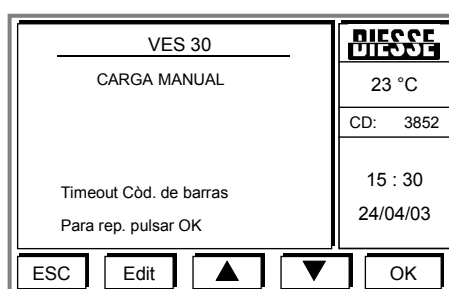 VES 30
CARGA MANUAL
Timeout Còd. de barras
Para rep. pulsar OK
DIESSE
23 °C
CD: 3852
15 : 30
24/04/03
ESC Edit ▲ ▼ OK